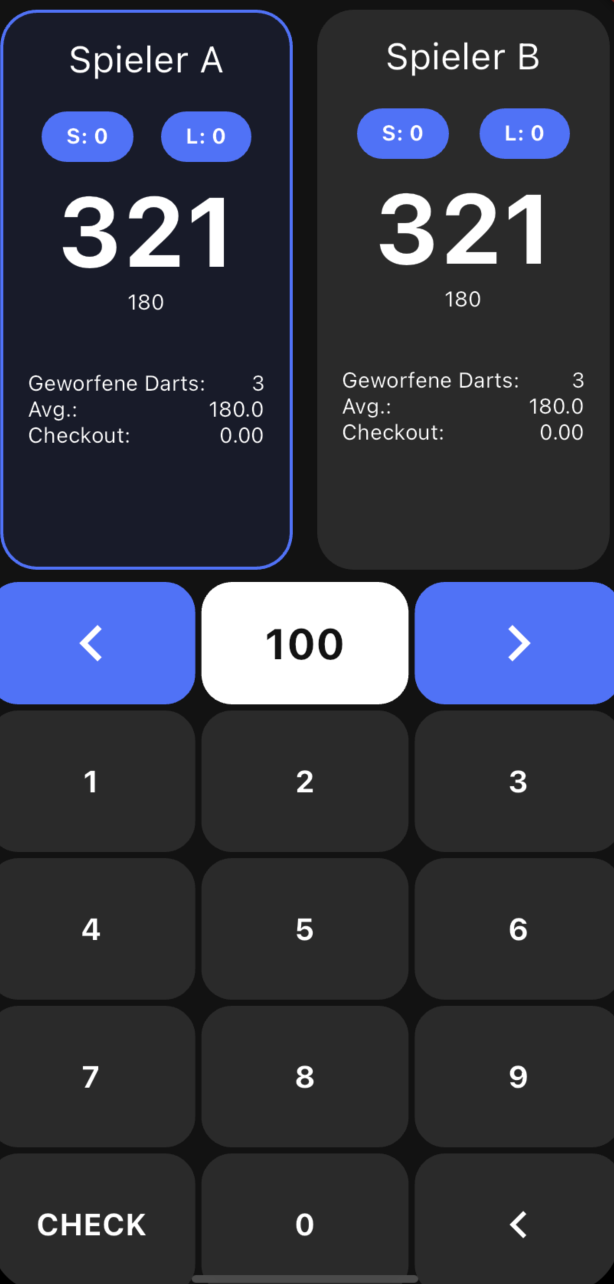 Spieler A
S: 0 L: 0
321
180
Geworfene Darts: 3
Avg.: 180.0
Checkout: 0.00
Spieler B
S: 0 L: 0
321
180
Geworfene Darts: 3
Avg.: 180.0
Checkout: 0.00
100
1 2 3
4 5 6
7 8 9
CHECK 0